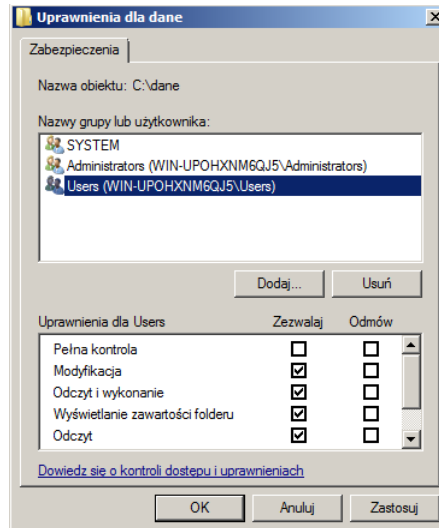 Uprawnienia dla dane
Zabezpieczenia
Nazwa obiektu: C:\dane
Nazwy grupy lub użytkownika:
SYSTEM
Administrators (WIN-UPOHXNM6QJ5\Administrators)
Users (WIN-UPOHXNM6QJ5\Users)
Dodaj... Usuń
Uprawnienia dla Users Zezwalaj Odmów
Pełna kontrola
Modyfikacja
Odczyt i wykonanie
Wyświetlanie zawartości folderu
Odczyt
Dowiedz się o kontroli dostępu i uprawnieniach
OK Anuluj Zastosuj